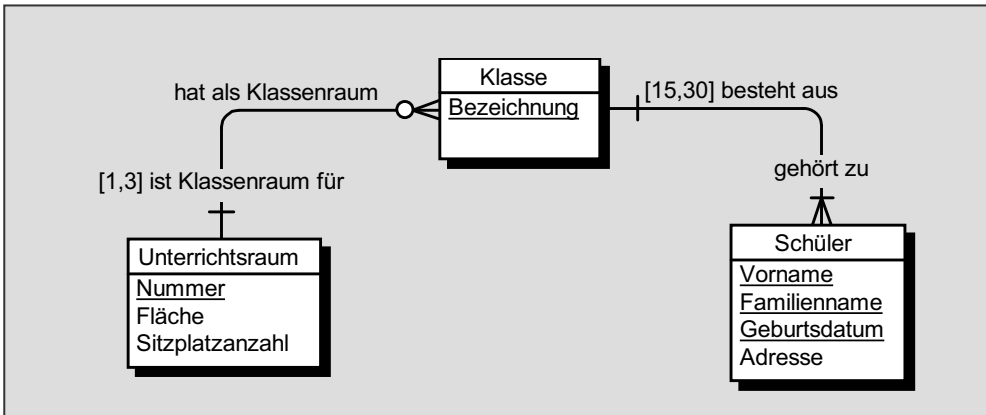 Klasse
Bezeichnung
hat als Klassenraum
[15,30] besteht aus
[1,3] ist Klassenraum für
gehört zu
Unterrichtsraum
Nummer
Fläche
Sitzplatzanzahl
Schüler
Vorname
Familienname
Geburtsdatum
Adresse